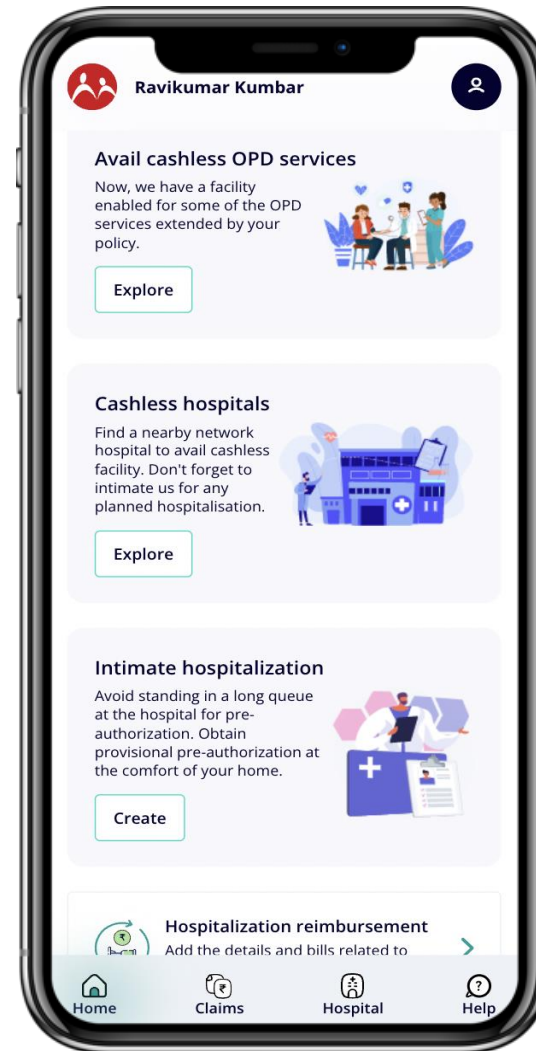 Ravikumar Kumbar
Avail cashless OPD services
Now, we have a facility
enabled for some of the OPD
services extended by your
policy.
Explore
Cashless hospitals
Find a nearby network
hospital to avail cashless
facility. Don't forget to
intimate us for any
planned hospitalisation.
Explore
Intimate hospitalization
Avoid standing in a long queue
at the hospital for pre-
authorization. Obtain
provisional pre-authorization at
the comfort of your home.
Create
Hospitalization reimbursement
Add the details and bills related to
Home Claims Hospital Help